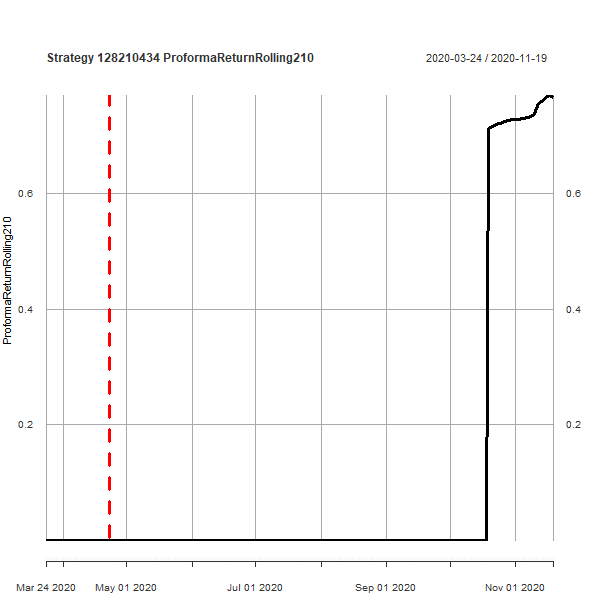 Strategy 128210434 ProformaReturnRolling210
2020-03-24 / 2020-11-19
ProformaReturnRolling210
0.6
0.4
0.2
0.6
0.4
0.2
Mar 24 2020
May 01 2020
Jul 01 2020
Sep 01 2020
Nov 01 2020